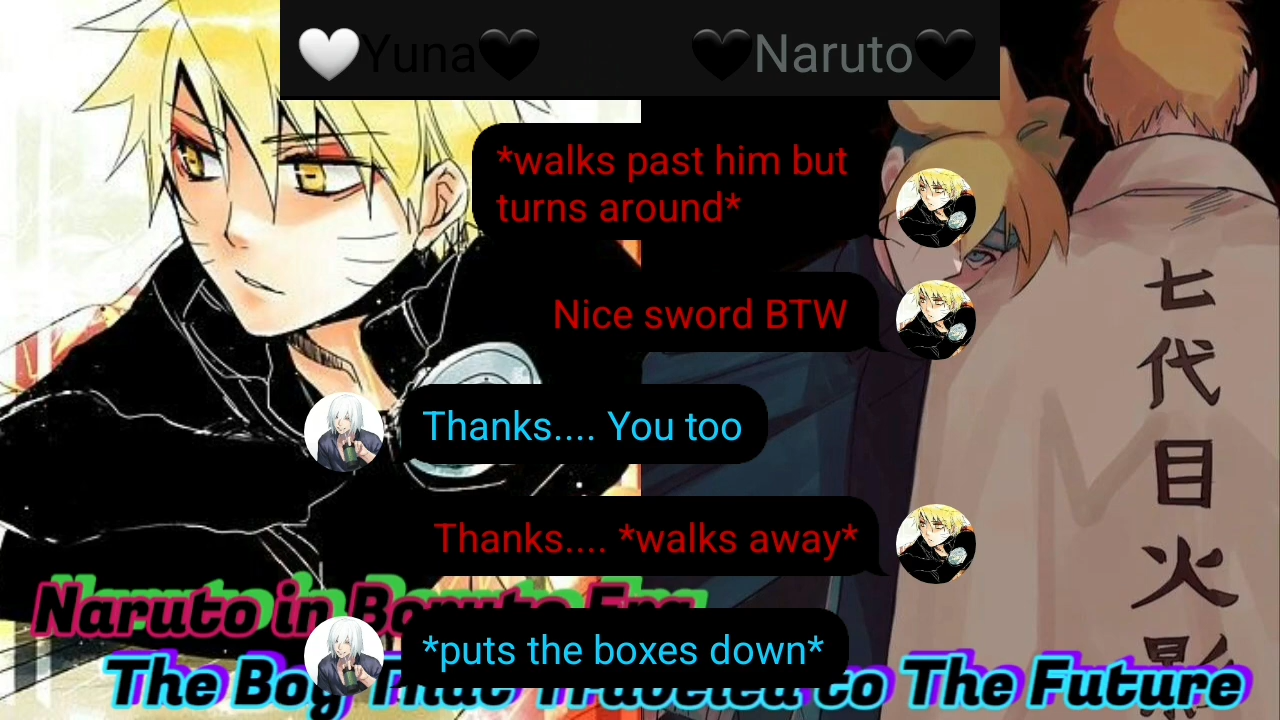 🤍Yuna🖤
🖤Naruto🖤
*walks past him but
turns around*
Nice sword BTW
Thanks.... You too
Thanks.... *walks away*
*puts the boxes down*
Naruto in Boruto Era
The Boy That Traveled to The Future
七
代
目
火
影